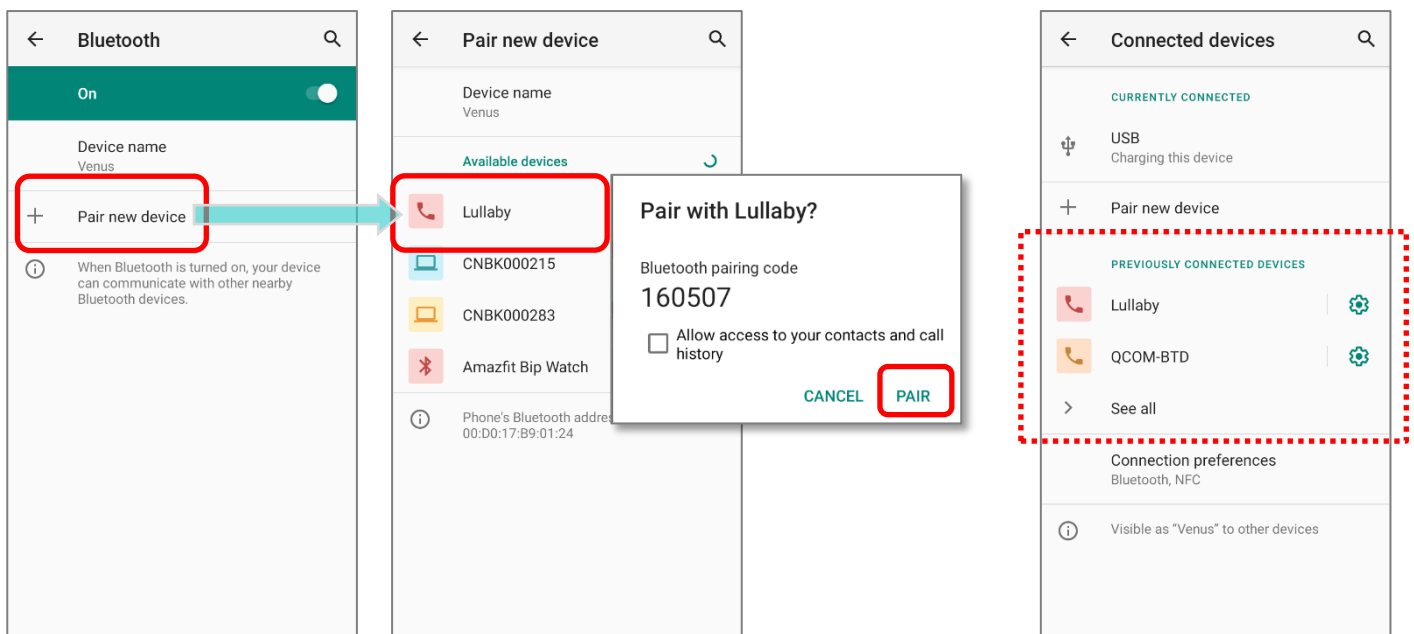 Bluetooth
On
Device name
Venus
Pair new device
When Bluetooth is turned on, your device
can communicate with other nearby
Bluetooth devices.
Pair new device
Device name
Venus
Available devices
Lullaby
CNBK000215
CNBK000283
Amazfit Bip Watch
Phone's Bluetooth addre
00:D0:17:B9:01:24
Pair with Lullaby?
Bluetooth pairing code
160507
Allow access to your contacts and call
history
CANCEL PAIR
Connected devices
CURRENTLY CONNECTED
USB
Charging this device
Pair new device
PREVIOUSLY CONNECTED DEVICES
Lullaby
QCOM-BTD
See all
Connection preferences
Bluetooth, NFC
Visible as “Venus” to other devices